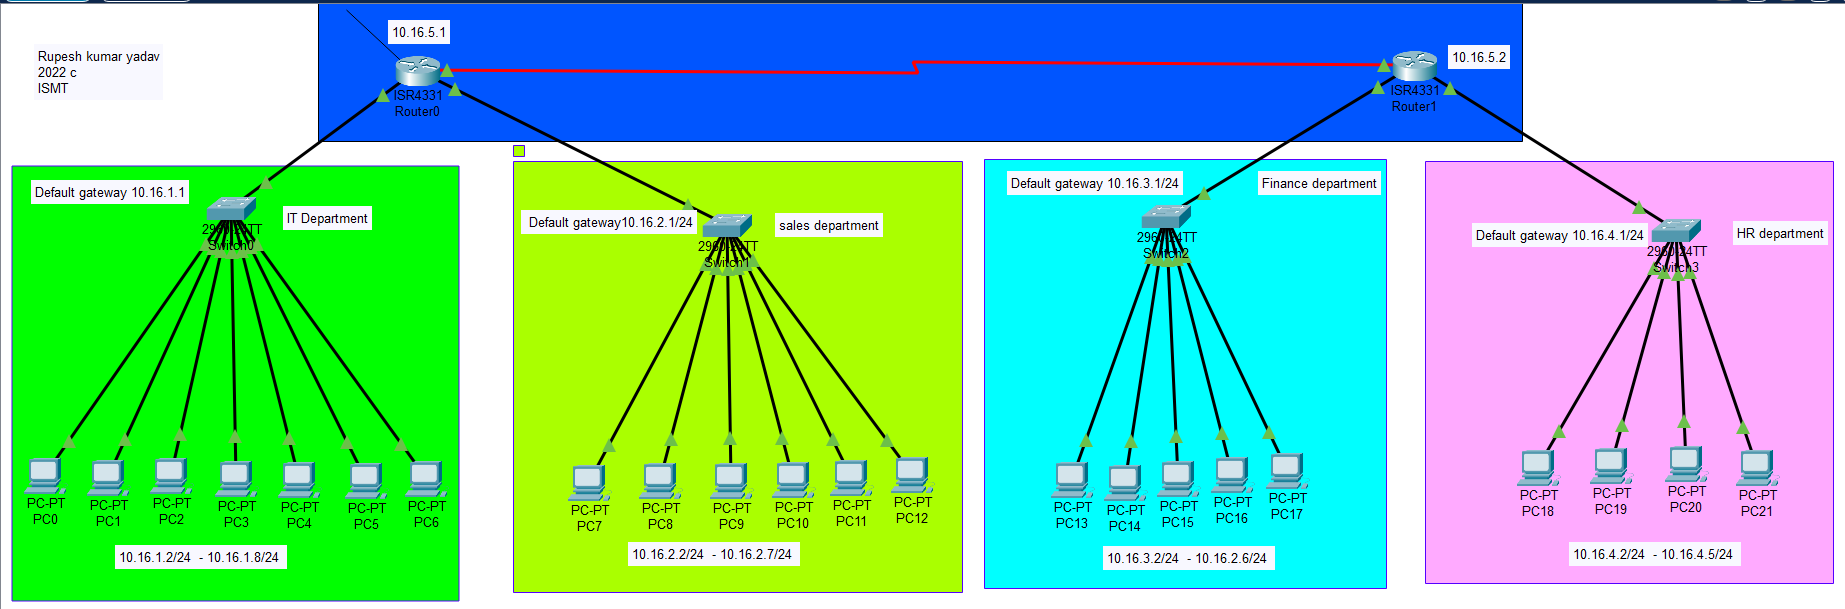 Rupesh kumar yadav
2022 c
ISMT
10.16.5.1
ISR4331
Router0
10.16.5.2
ISR4331
Router1
Default gateway 10.16.1.1
IT Department
2960-24TT
Switch0
PC-PT
PC0
PC-PT
PC1
PC-PT
PC2
PC-PT
PC3
PC-PT
PC4
PC-PT
PC5
PC-PT
PC6
10.16.1.2/24 - 10.16.1.8/24
Default gateway10.16.2.1/24
sales department
2960-24TT
Switch1
PC-PT
PC7
PC-PT
PC8
PC-PT
PC9
PC-PT
PC10
PC-PT
PC11
PC-PT
PC12
10.16.2.2/24 - 10.16.2.7/24
Default gateway 10.16.3.1/24
Finance department
2960-24TT
Switch2
PC-PT
PC13
PC-PT
PC14
PC-PT
PC15
PC-PT
PC16
PC-PT
PC17
10.16.3.2/24 - 10.16.2.6/24
Default gateway 10.16.4.1/24
HR department
2960-24TT
Switch3
PC-PT
PC18
PC-PT
PC19
PC-PT
PC20
PC-PT
PC21
10.16.4.2/24 - 10.16.4.5/24